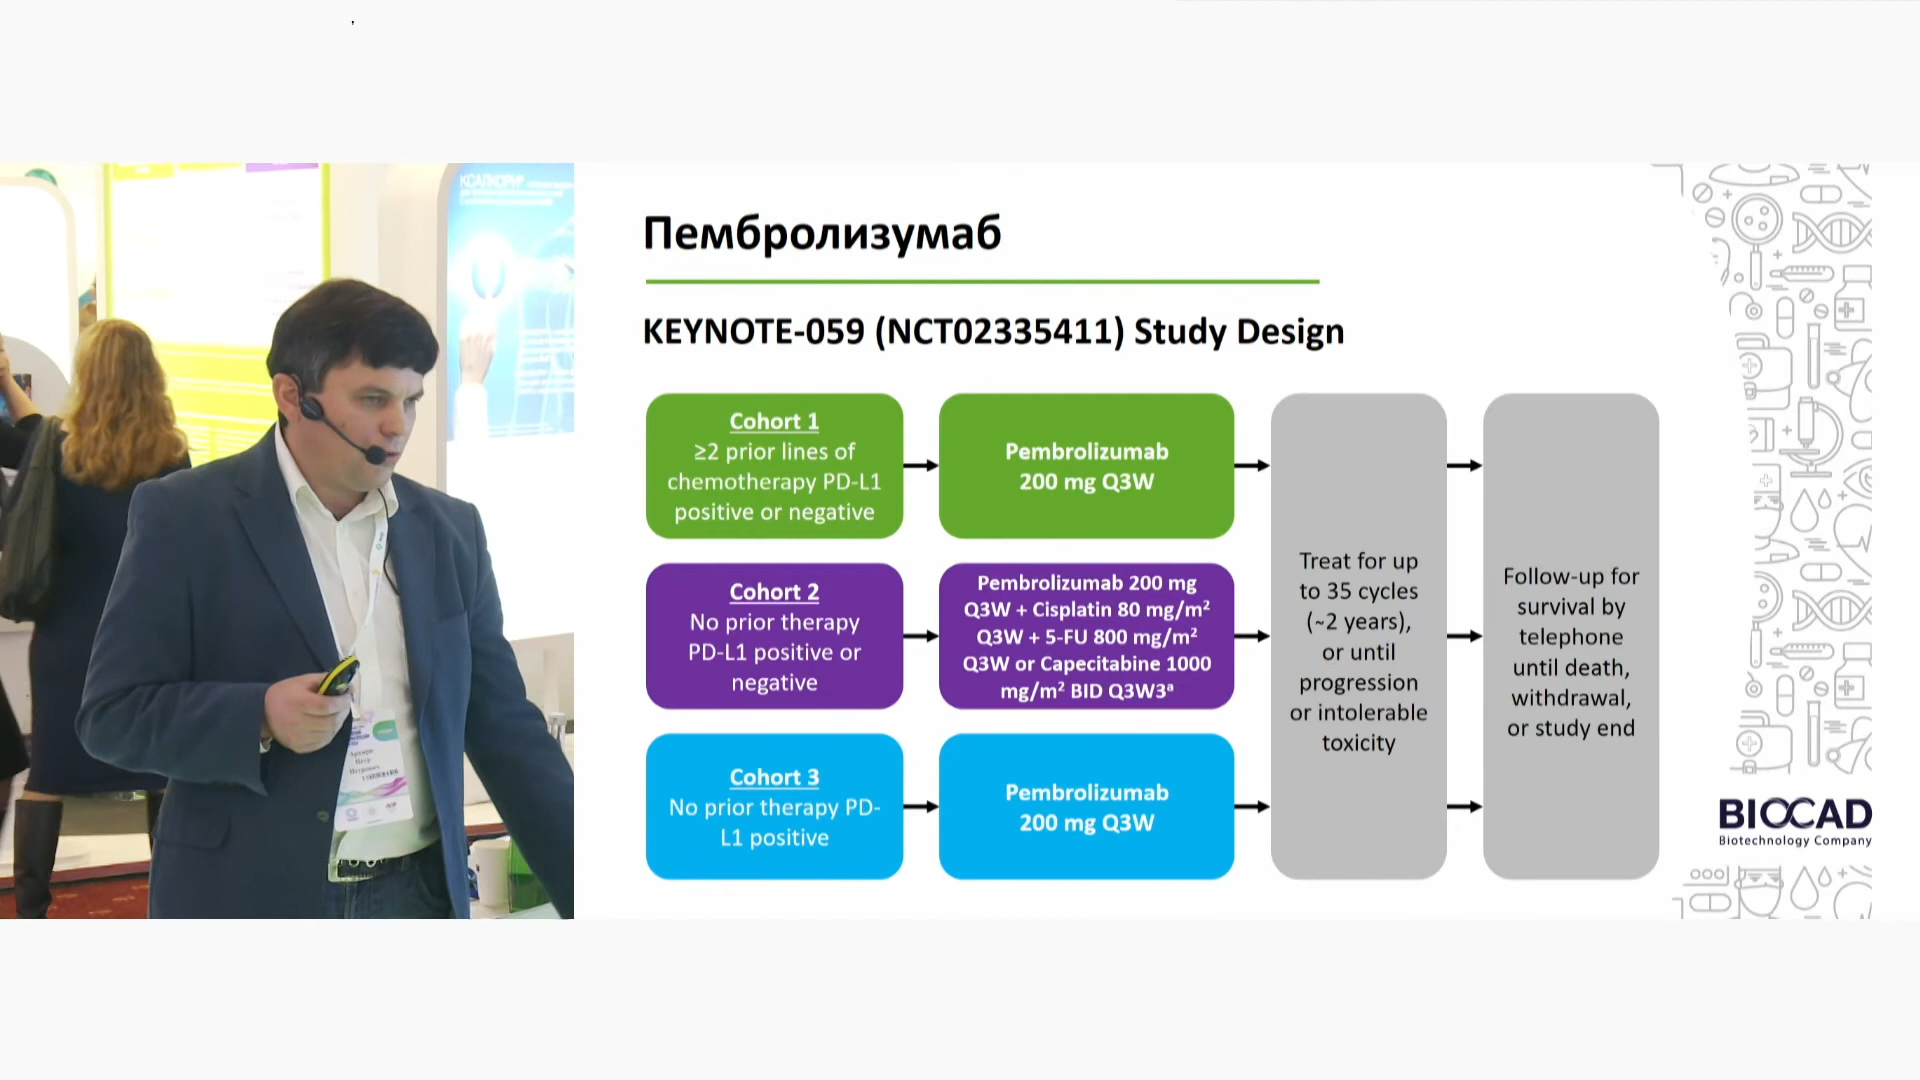 КСАЛКОРИ
Пембролизумаб
KEYNOTE-059 (NCT02335411) Study Design
Cohort 1
≥2 prior lines of
chemotherapy PD-L1
positive or negative
Pembrolizumab
200 mg Q3W
Cohort 2
No prior therapy
PD-L1 positive or
negative
Pembrolizumab 200 mg
Q3W + Cisplatin 80 mg/m²
Q3W + 5-FU 800 mg/m²
Q3W or Capecitabine 1000
mg/m² BID Q3W3ᵃ
Cohort 3
No prior therapy PD-
L1 positive
Pembrolizumab
200 mg Q3W
Treat for up
to 35 cycles
(~2 years),
or until
progression
or intolerable
toxicity
Follow-up for
survival by
telephone
until death,
withdrawal,
or study end
BIOCAD
Biotechnology Company
Петр
Петрович